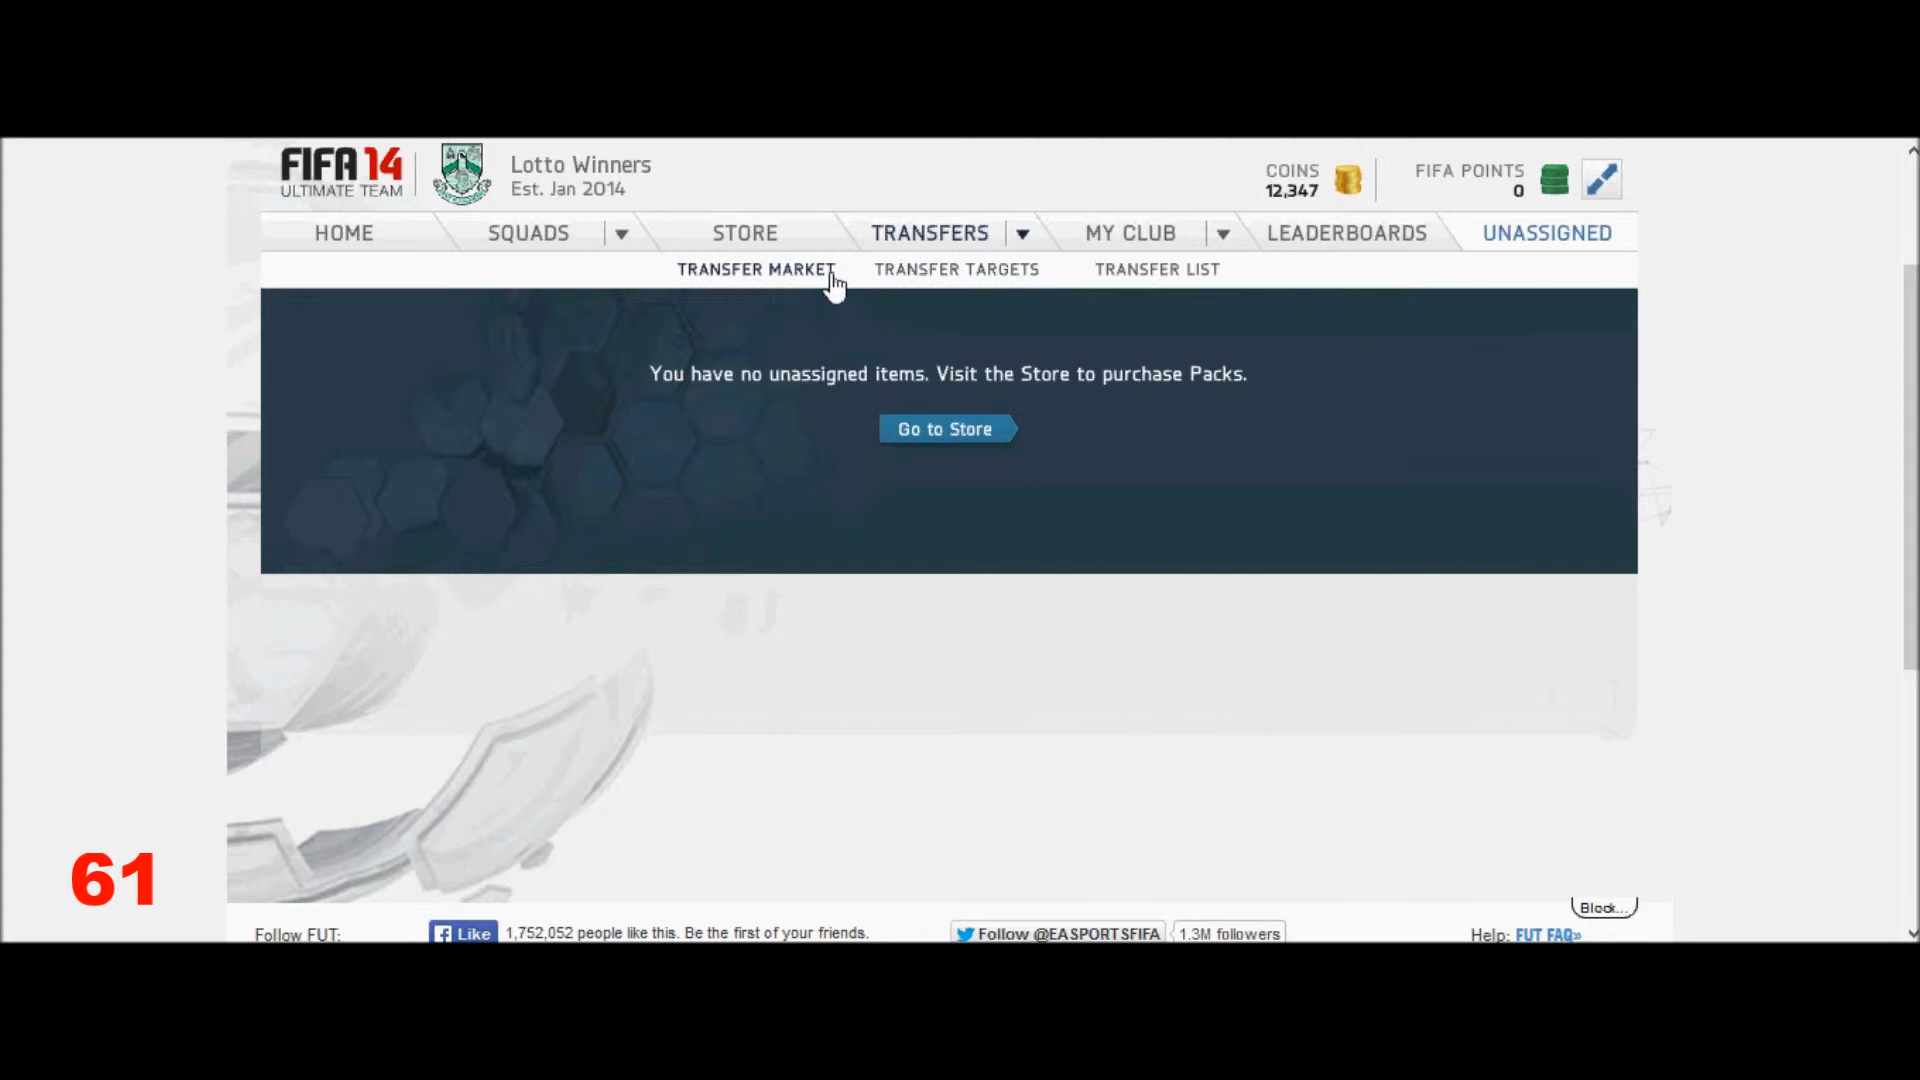 FIFA 14
ULTIMATE TEAM
Lotto Winners
Est. Jan 2014
COINS
12,347
FIFA POINTS
0
HOME
SQUADS
STORE
TRANSFERS
MY CLUB
LEADERBOARDS
UNASSIGNED
TRANSFER MARKET
TRANSFER TARGETS
TRANSFER LIST
You have no unassigned items. Visit the Store to purchase Packs.
Go to Store
61
Block...
Follow FUT:
Like
1,752,052 people like this. Be the first of your friends.
Follow @EASPORTSFIFA
1.3M followers
Help: FUT FAQ»